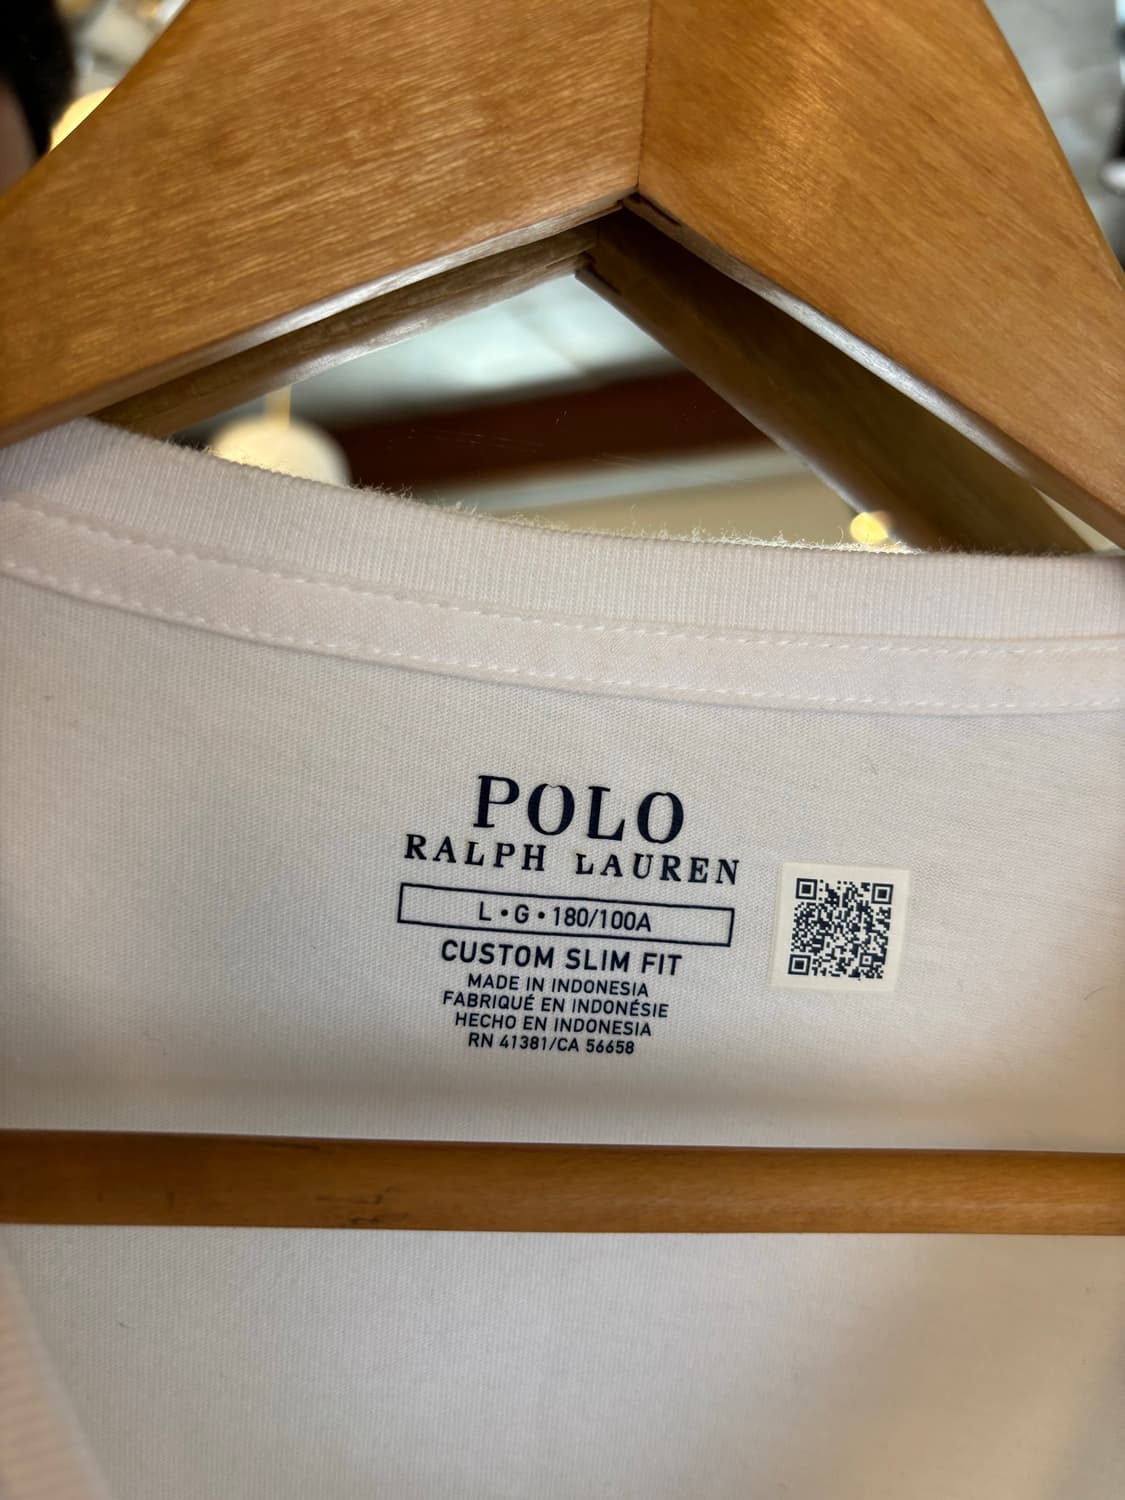 POLO
RALPH LAUREN
L • G • 180/100A
CUSTOM SLIM FIT
MADE IN INDONESIA
FABRIQUÉ EN INDONÉSIE
HECHO EN INDONESIA
RN 41381/CA 56658